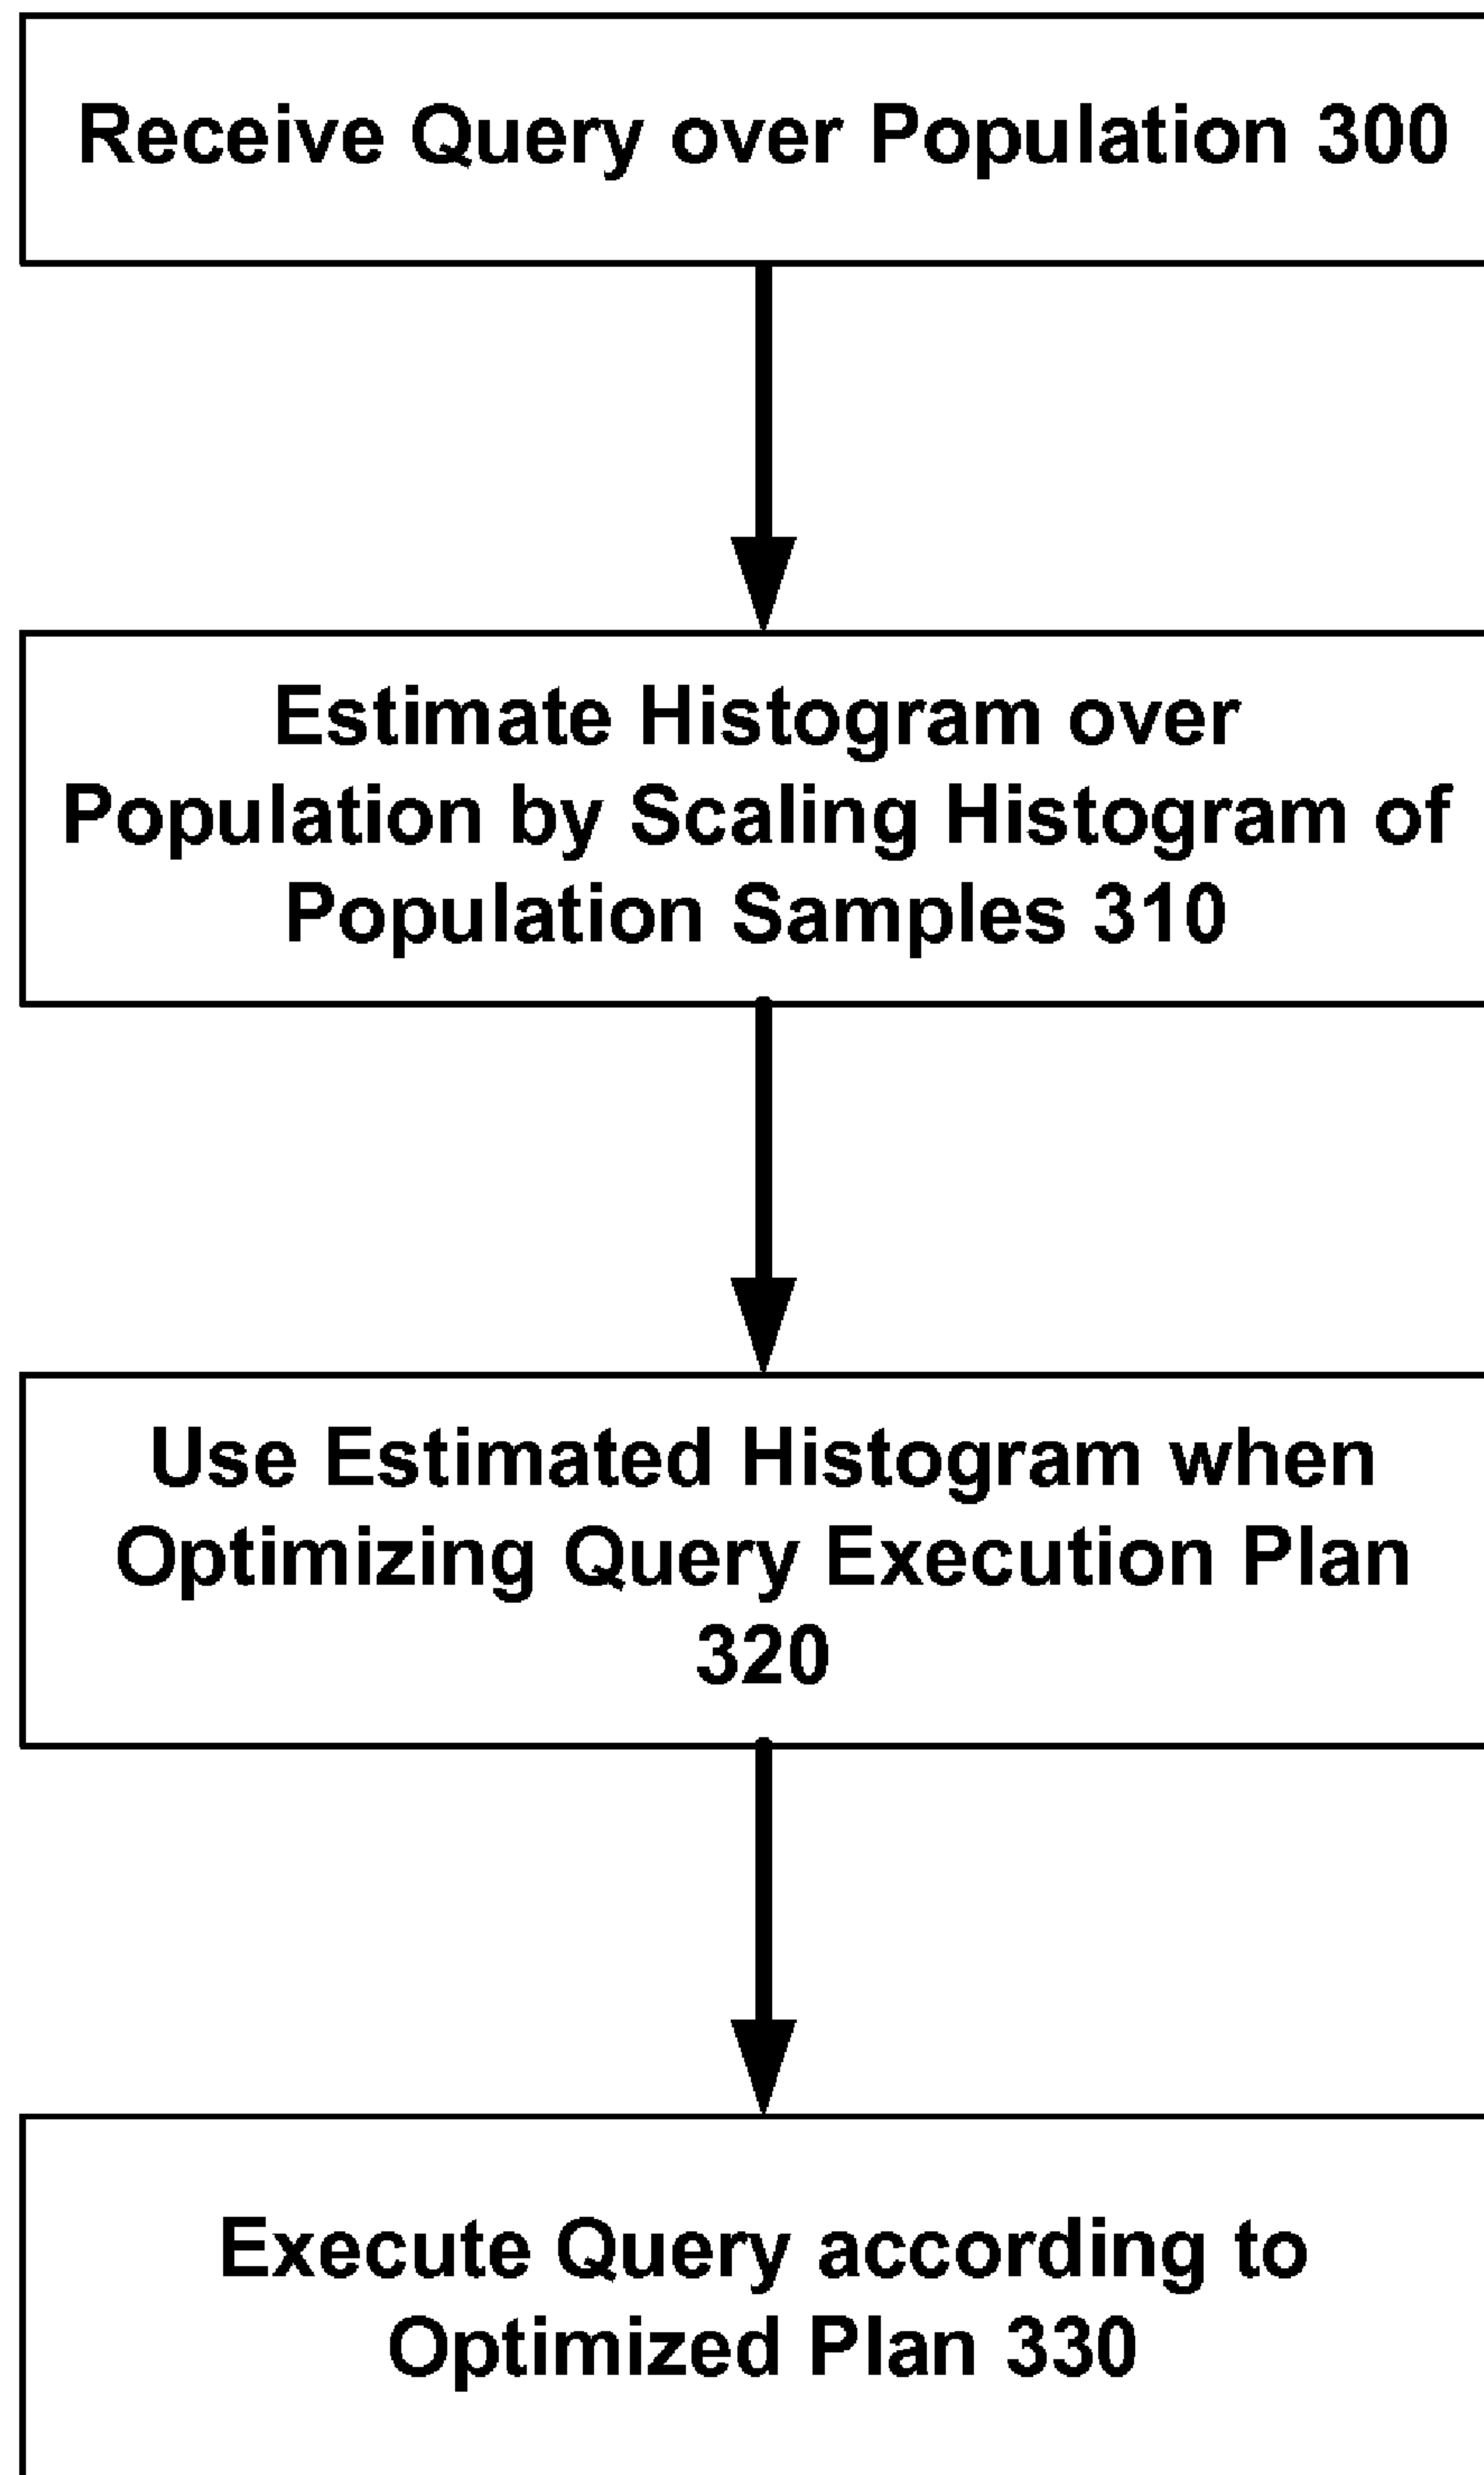 Receive Query over Population 300
Estimate Histogram over
Population by Scaling Histogram of
Population Samples 310
Use Estimated Histogram when
Optimizing Query Execution Plan
320
Execute Query according to
Optimized Plan 330